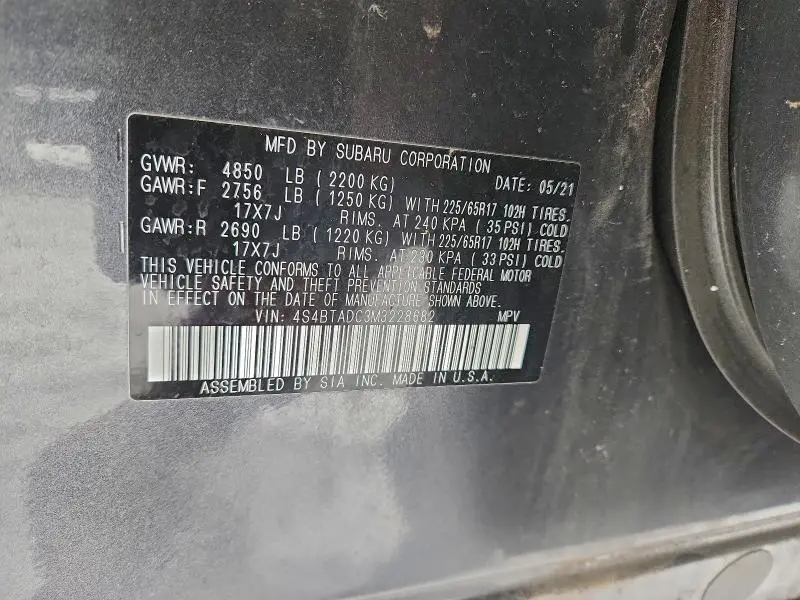 MFD BY SUBARU CORPORATION
GVWR: 4850 LB ( 2200 KG) DATE: 05/21
GAWR:F 2756 LB ( 1250 KG) WITH 225/65R17 102H TIRES.
17X7J RIMS. AT 240 KPA ( 35 PSI) COLD
GAWR:R 2690 LB ( 1220 KG) WITH 225/65R17 102H TIRES.
17X7J RIMS. AT 230 KPA ( 33 PSI) COLD
THIS VEHICLE CONFORMS TO ALL APPLICABLE FEDERAL MOTOR
VEHICLE SAFETY AND THEFT PREVENTION STANDARDS
IN EFFECT ON THE DATE OF MANUFACTURE SHOWN ABOVE.
VIN: 4S4BTADC3M3228682 MPV
ASSEMBLED BY SIA INC. MADE IN U.S.A.